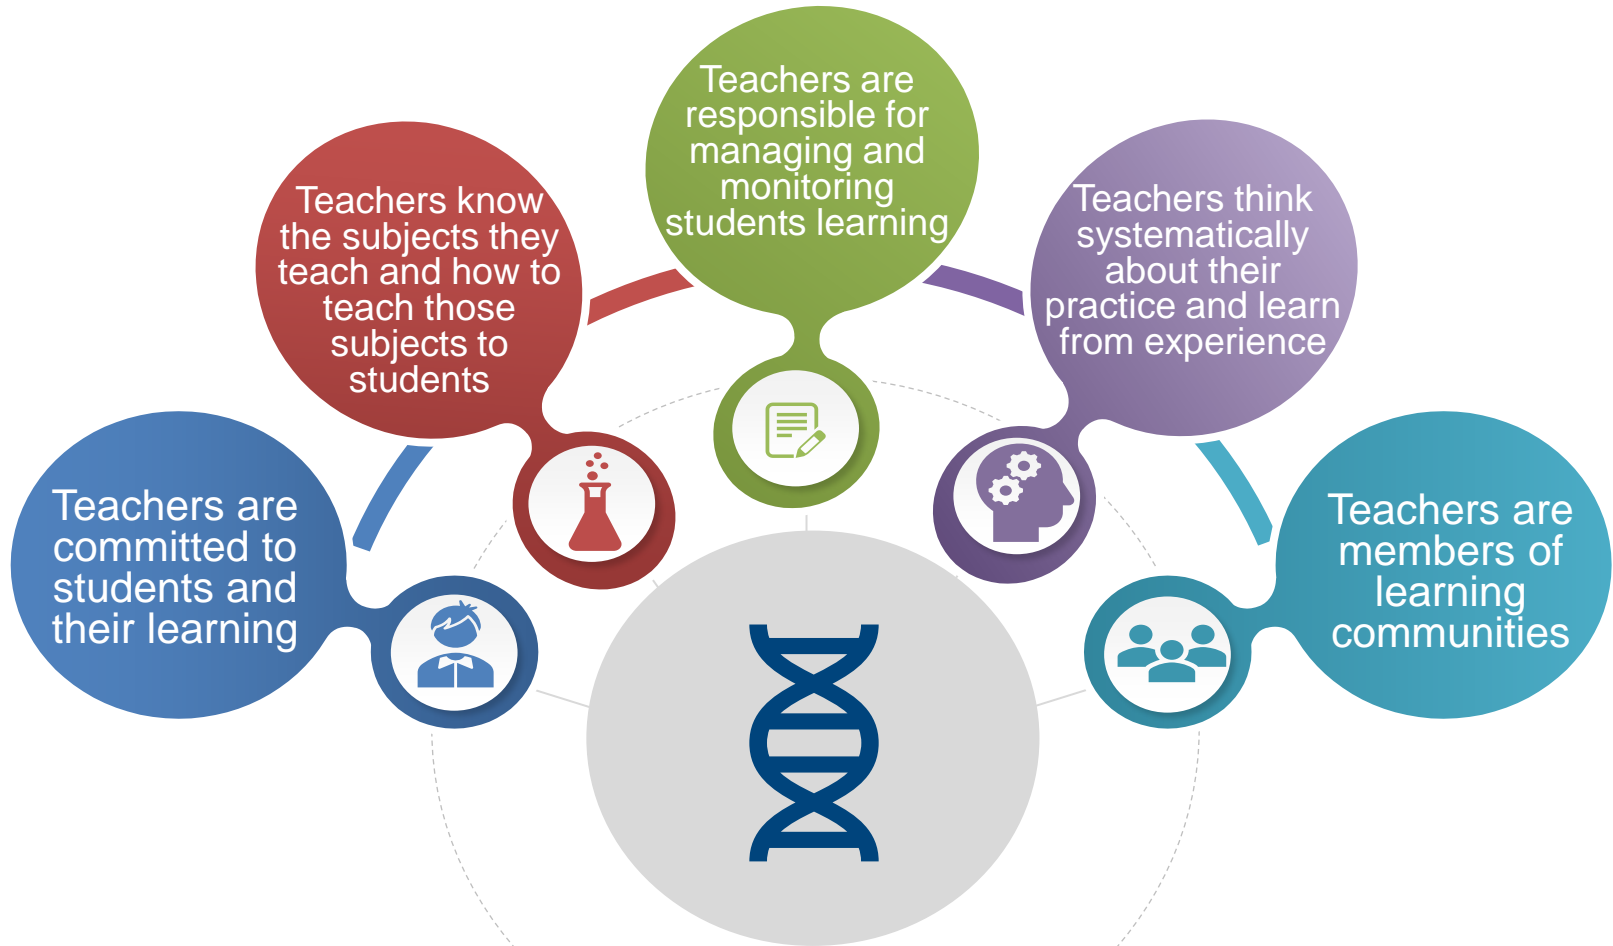 Teachers are
committed to
students and
their learning
Teachers know
the subjects they
teach and how to
teach those
subjects to
students
Teachers are
responsible for
managing and
monitoring
students learning
Teachers think
systematically
about their
practice and learn
from experience
Teachers are
members of
learning
communities